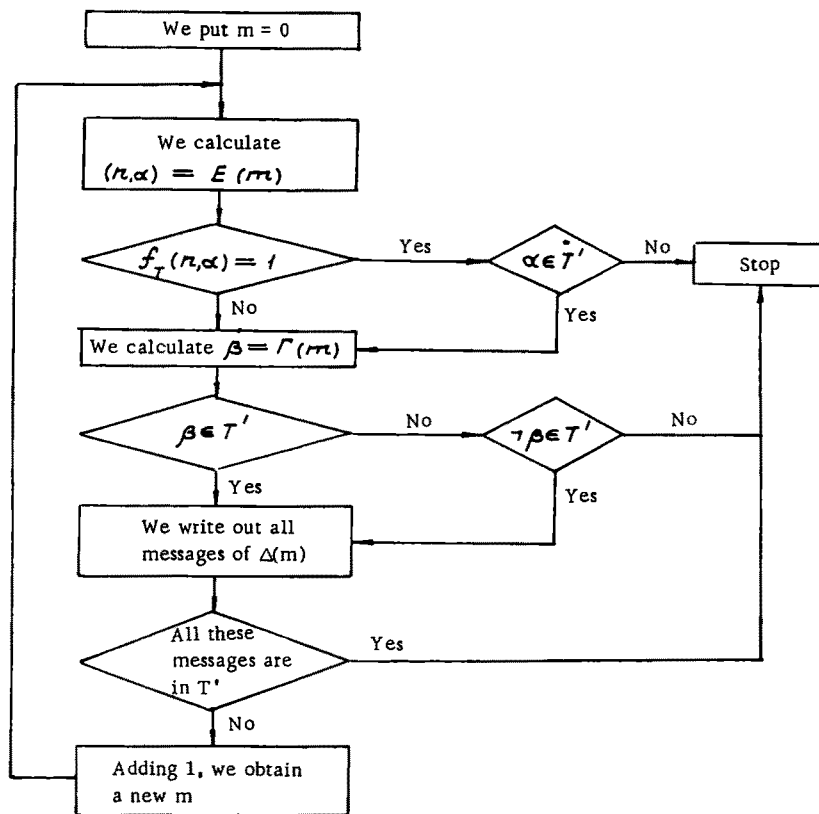 We put m = 0
We calculate
(n,α) = E(m)
f_T(n,α) = 1
Yes
α ∈ T'
No
Stop
No
Yes
We calculate β = Γ(m)
β ∈ T'
No
¬β ∈ T'
No
Yes
Yes
We write out all
messages of Δ(m)
All these
messages are
in T'
Yes
No
Adding 1, we obtain
a new m